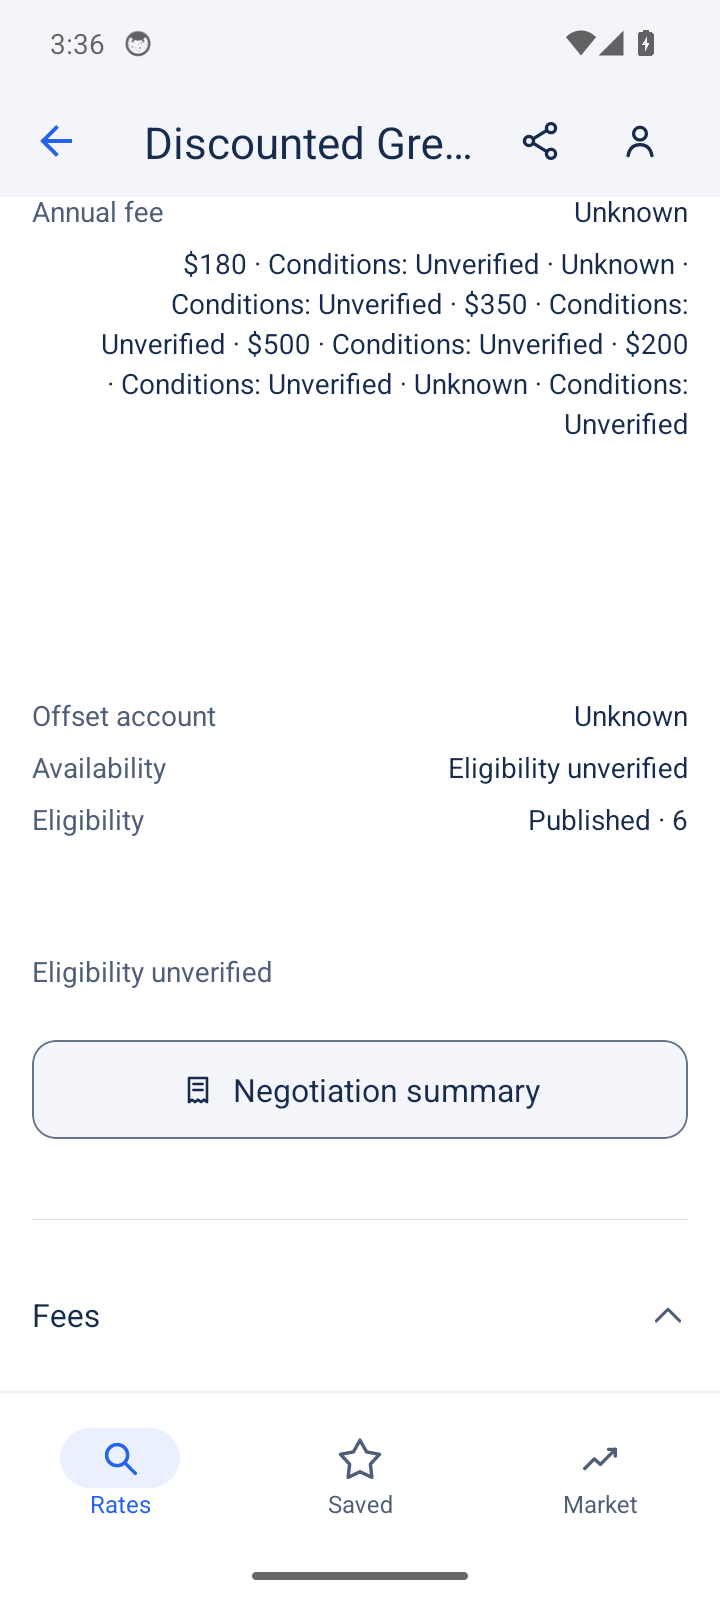 3:36
Discounted Gre...
Annual fee
Unknown
$180 · Conditions: Unverified · Unknown ·
Conditions: Unverified · $350 · Conditions:
Unverified · $500 · Conditions: Unverified · $200
· Conditions: Unverified · Unknown · Conditions:
Unverified
Offset account
Unknown
Availability
Eligibility unverified
Eligibility
Published · 6
Eligibility unverified
Negotiation summary
Fees
Rates
Saved
Market